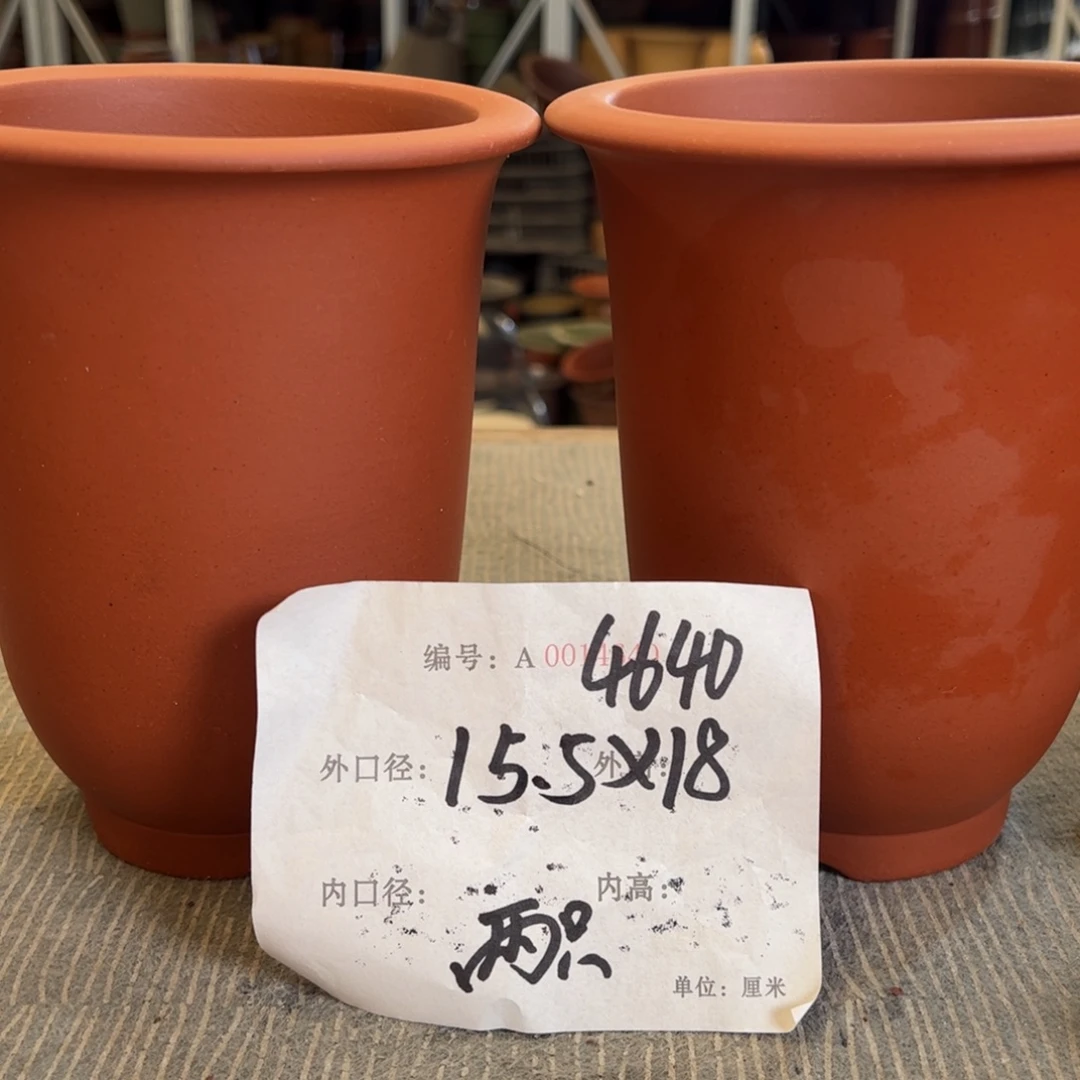 编号：A 4640
外口径：15.5X18
内口径： 内高：
两只
单位：厘米